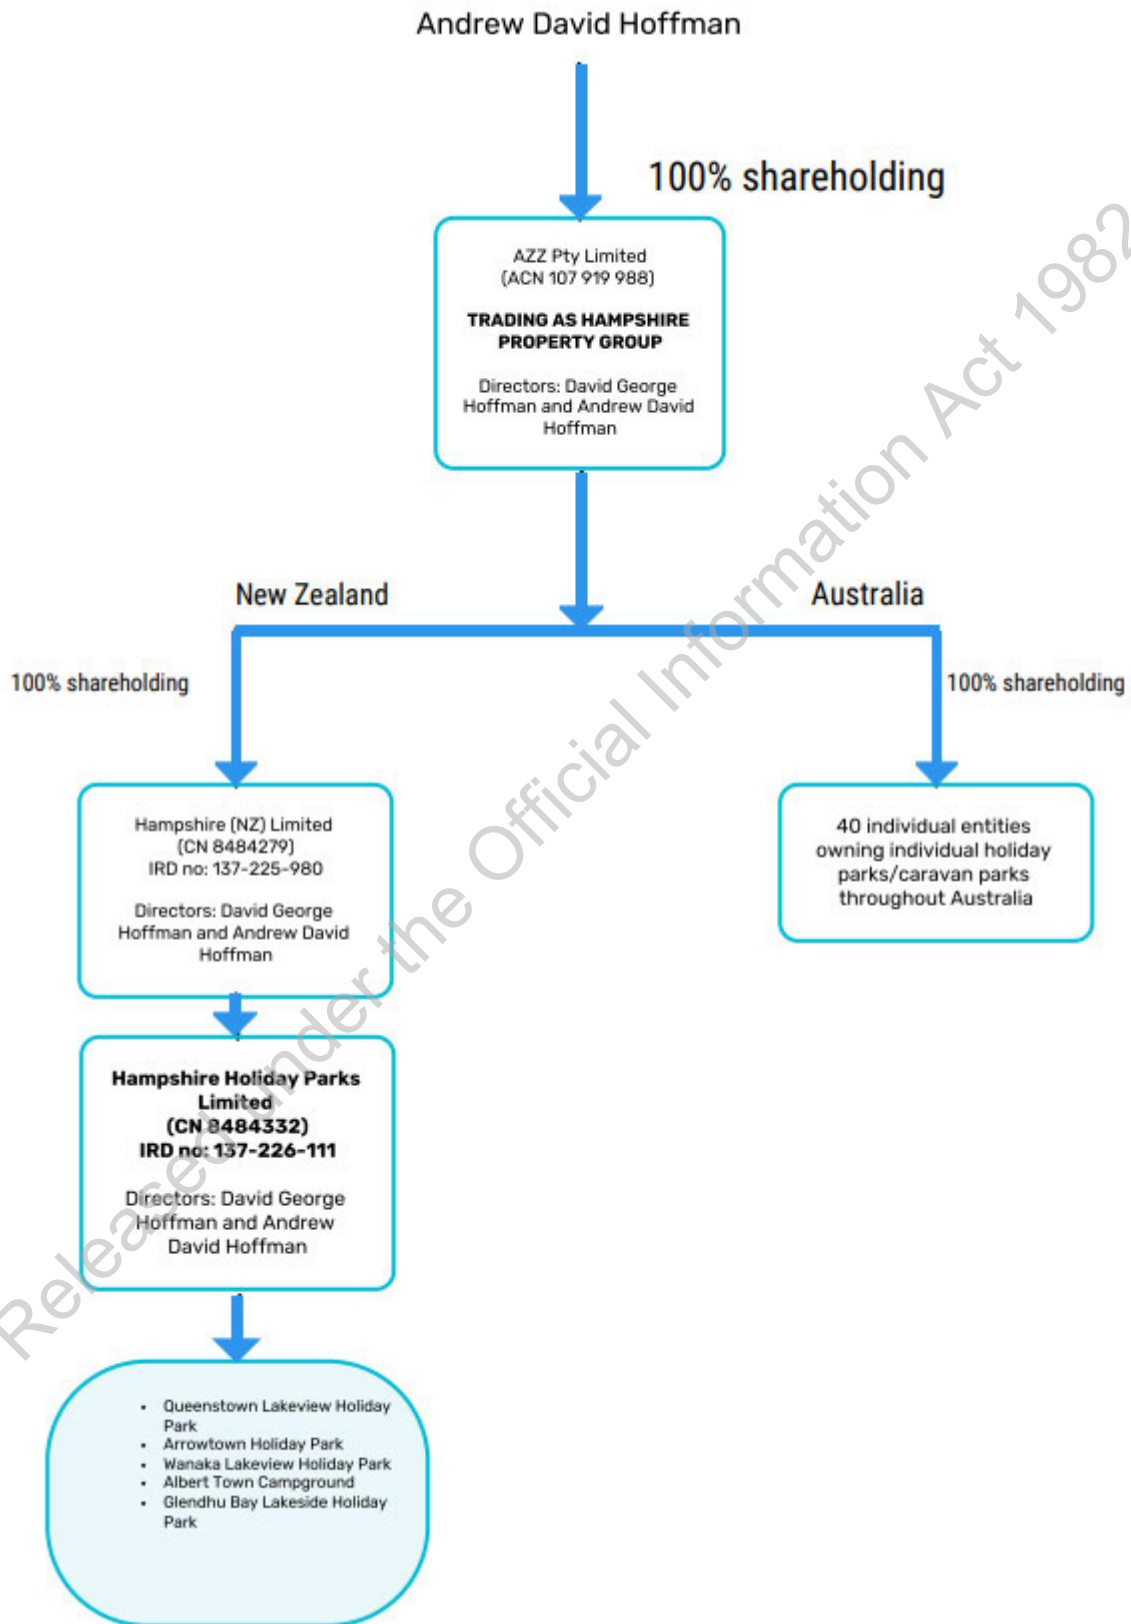 Andrew David Hoffman
100% shareholding
AZZ Pty Limited
(ACN 107 919 988)
TRADING AS HAMPSHIRE
PROPERTY GROUP
Directors: David George
Hoffman and Andrew David
Hoffman
New Zealand
Australia
100% shareholding
100% shareholding
Hampshire (NZ) Limited
(CN 8484279)
IRD no: 137-225-980
Directors: David George
Hoffman and Andrew David
Hoffman
40 individual entities
owning individual holiday
parks/caravan parks
throughout Australia
Hampshire Holiday Parks
Limited
(CN 8484332)
IRD no: 137-226-111
Directors: David George
Hoffman and Andrew
David Hoffman
• Queenstown Lakeview Holiday
Park
• Arrowtown Holiday Park
• Wanaka Lakeview Holiday Park
• Albert Town Campground
• Glendhu Bay Lakeside Holiday
Park
Released under the Official Information Act 1982